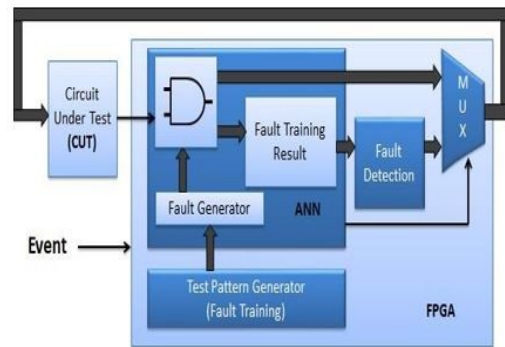 Circuit
Under Test
(CUT)
Fault Training
Result
Fault
Detection
M
U
X
Fault Generator
ANN
Event
Test Pattern Generator
(Fault Training)
FPGA